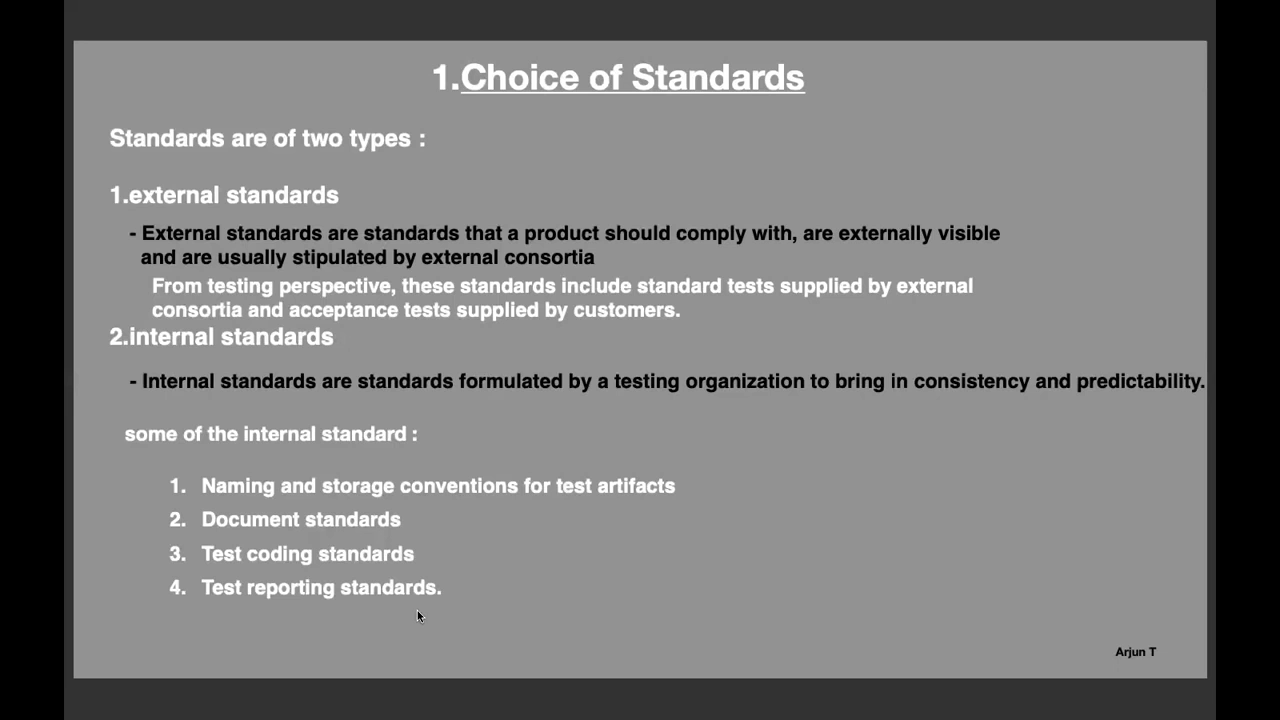 1.Choice of Standards
Standards are of two types :
1.external standards
- External standards are standards that a product should comply with, are externally visible
and are usually stipulated by external consortia
From testing perspective, these standards include standard tests supplied by external
consortia and acceptance tests supplied by customers.
2.internal standards
- Internal standards are standards formulated by a testing organization to bring in consistency and predictability.
some of the internal standard :
1. Naming and storage conventions for test artifacts
2. Document standards
3. Test coding standards
4. Test reporting standards.
Arjun T